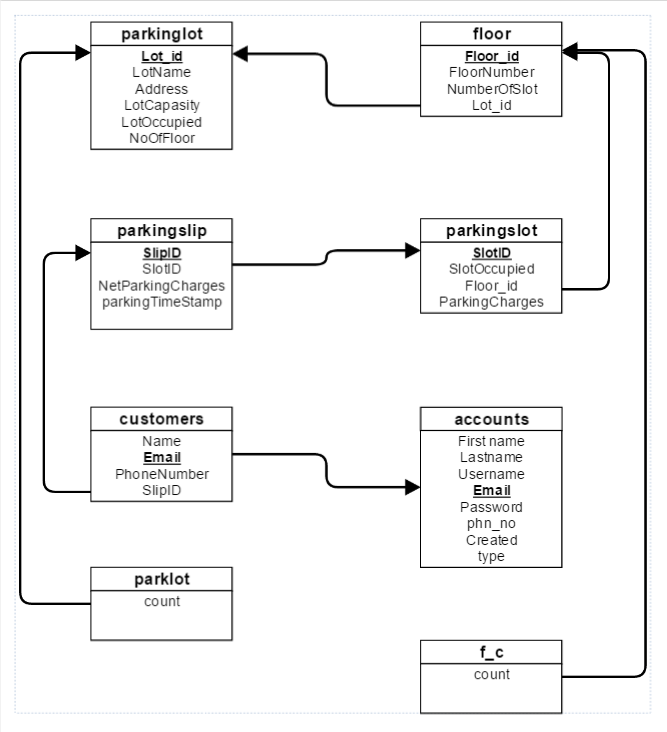 parkinglot
Lot_id
LotName
Address
LotCapasity
LotOccupied
NoOfFloor
floor
Floor_id
FloorNumber
NumberOfSlot
Lot_id
parkingslip
SlipID
SlotID
NetParkingCharges
parkingTimeStamp
parkingslot
SlotID
SlotOccupied
Floor_id
ParkingCharges
customers
Name
Email
PhoneNumber
SlipID
accounts
First name
Lastname
Username
Email
Password
phn_no
Created
type
parklot
count
f_c
count